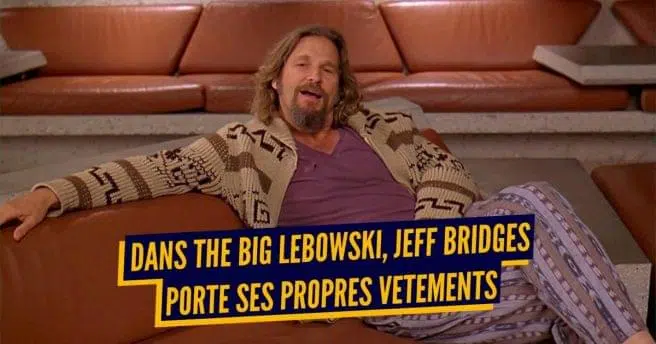 DANS THE BIG LEBOWSKI, JEFF BRIDGES
PORTE SES PROPRES VETEMENTS